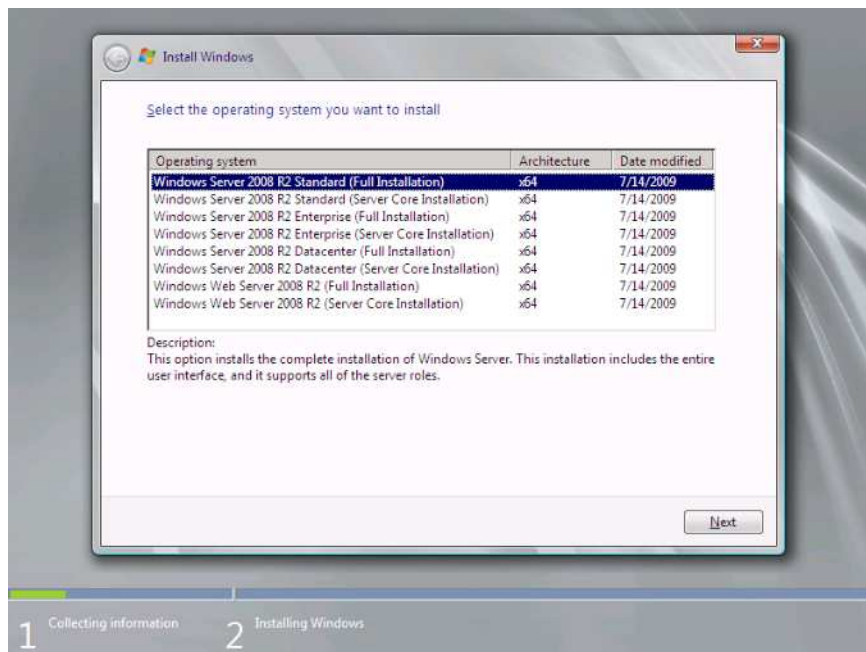 Install Windows
Select the operating system you want to install
Operating system Architecture Date modified
Windows Server 2008 R2 Standard (Full Installation) x64 7/14/2009
Windows Server 2008 R2 Standard (Server Core Installation) x64 7/14/2009
Windows Server 2008 R2 Enterprise (Full Installation) x64 7/14/2009
Windows Server 2008 R2 Enterprise (Server Core Installation) x64 7/14/2009
Windows Server 2008 R2 Datacenter (Full Installation) x64 7/14/2009
Windows Server 2008 R2 Datacenter (Server Core Installation) x64 7/14/2009
Windows Web Server 2008 R2 (Full Installation) x64 7/14/2009
Windows Web Server 2008 R2 (Server Core Installation) x64 7/14/2009
Description:
This option installs the complete installation of Windows Server. This installation includes the entire
user interface, and it supports all of the server roles.
Next
1 Collecting information 2 Installing Windows